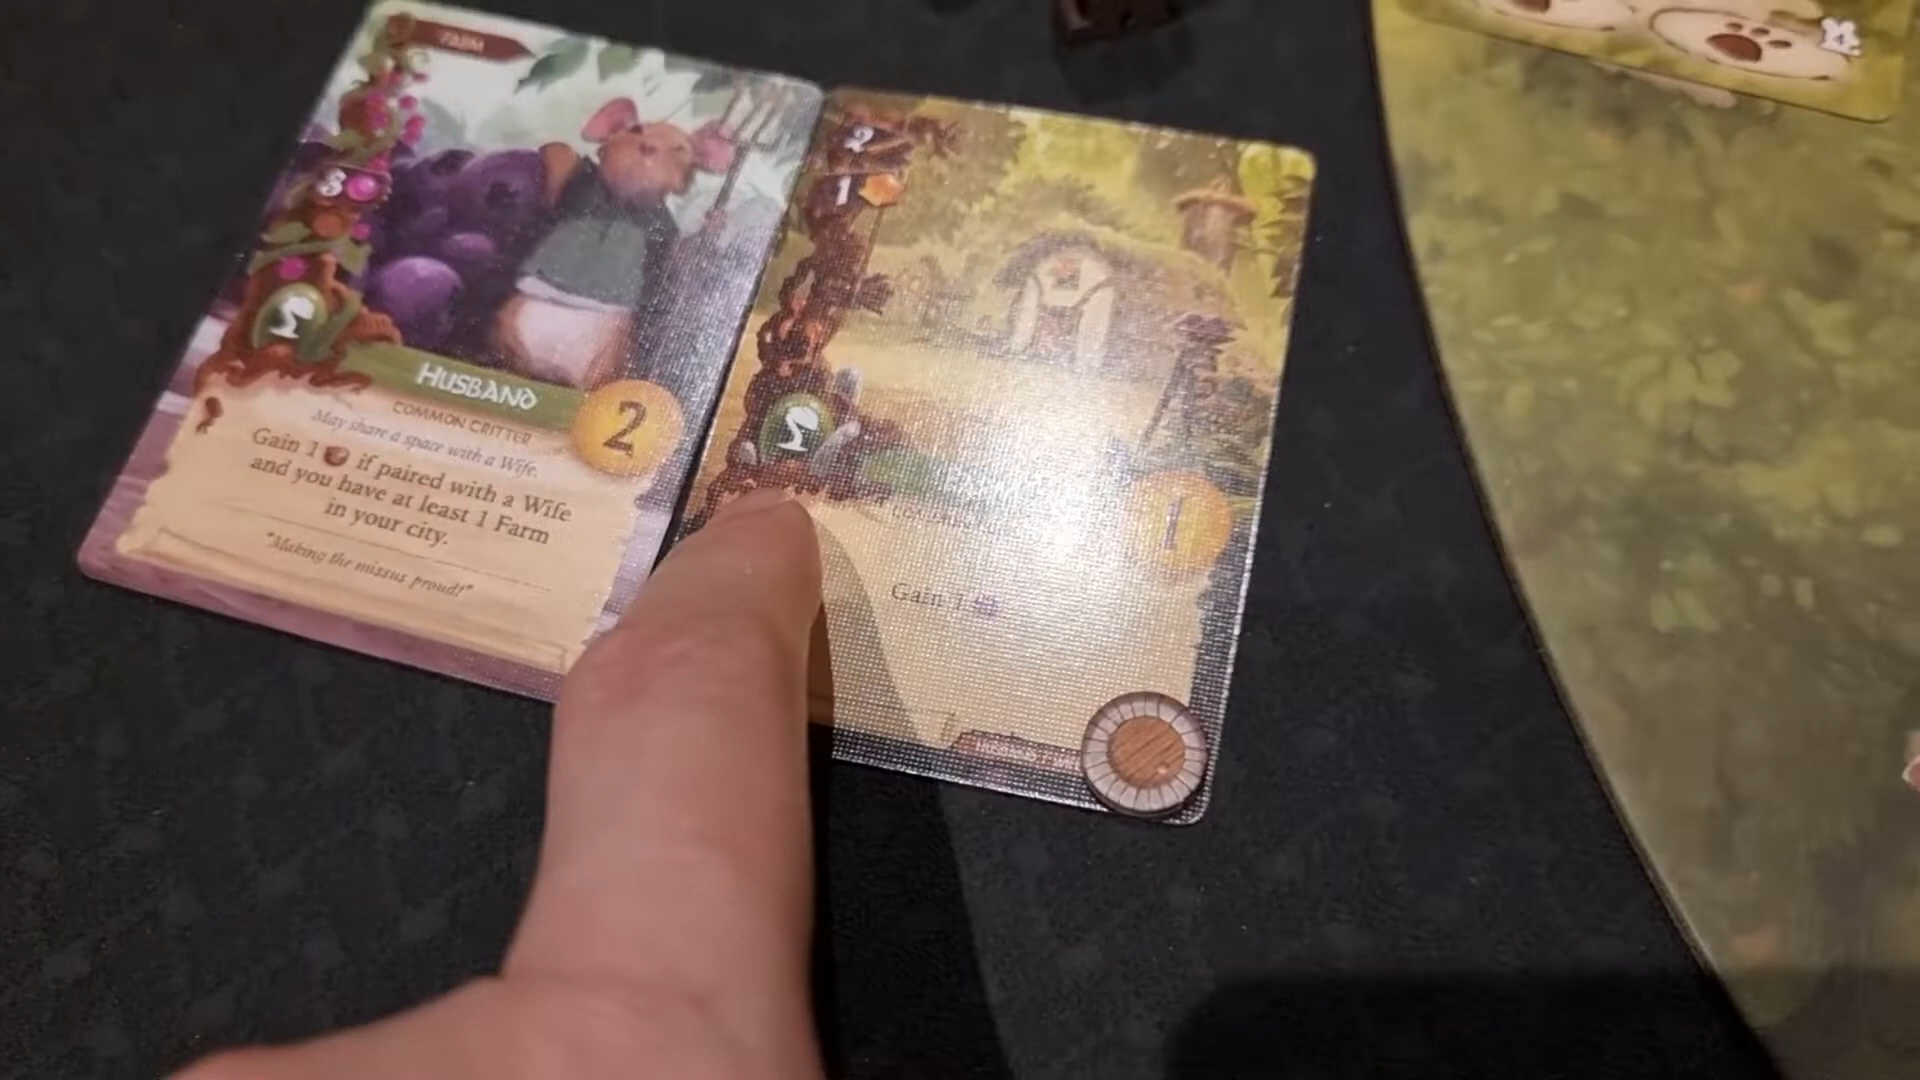 FARM
3
HUSBAND
COMMON CRITTER
2
May share a space with a Wife.
Gain 1 if paired with a Wife
and you have at least 1 Farm
in your city.
"Making the missus proud!"
2
1
1
Gain 1
4